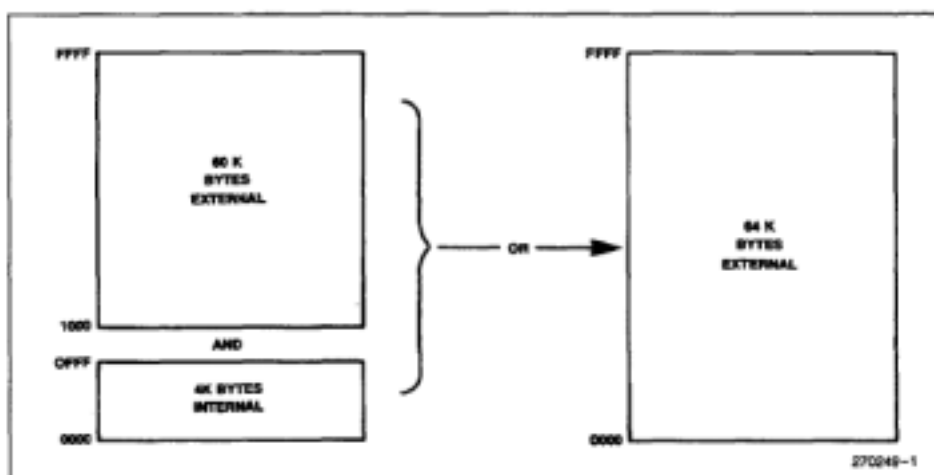 FFFF
60 K
BYTES
EXTERNAL
1000
AND
0FFF
4K BYTES
INTERNAL
0000
OR
FFFF
64 K
BYTES
EXTERNAL
0000
270249-1